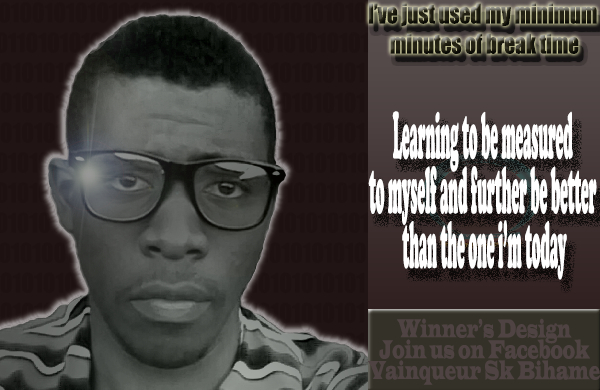 I've just used my minimum
minutes of break time
Learning to be measured
to myself and further be better
than the one i'm today
Winner's Design
Join us on Facebook
Vainqueur Sk Bihame